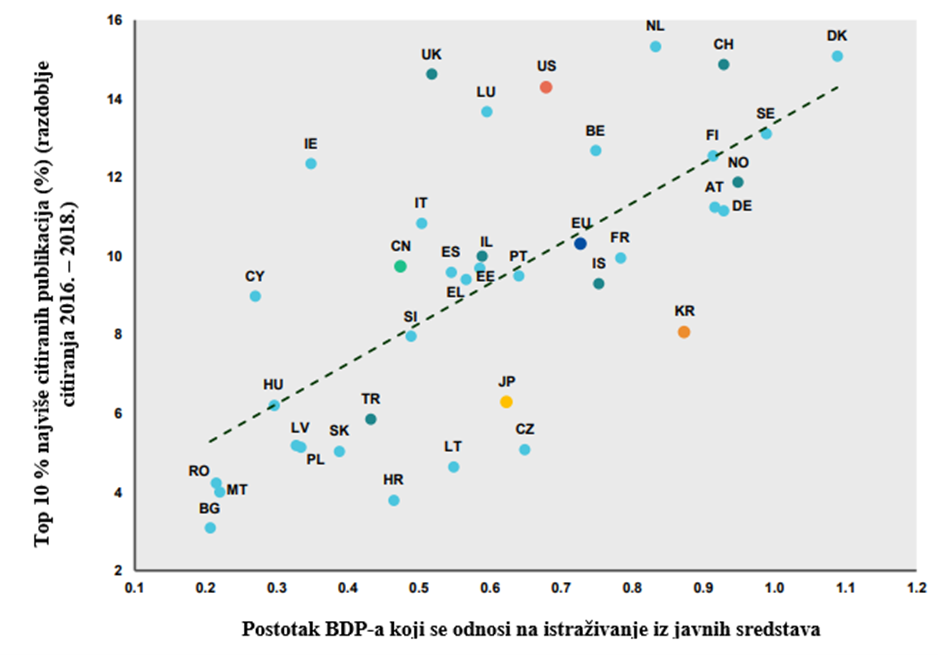 Top 10 % najviše citiranih publikacija (%) (razdoblje
citiranja 2016. – 2018.)
16
14
12
10
8
6
4
2
NL
DK
CH
UK
US
LU
SE
BE
FI
IE
NO
AT
DE
IT
EU
FR
CN
ES
IL
PT
EE
EL
IS
CY
SI
KR
HU
JP
TR
LV
PL
SK
CZ
LT
RO
MT
HR
BG
0.1 0.2 0.3 0.4 0.5 0.6 0.7 0.8 0.9 1.0 1.1 1.2
Postotak BDP-a koji se odnosi na istraživanje iz javnih sredstava